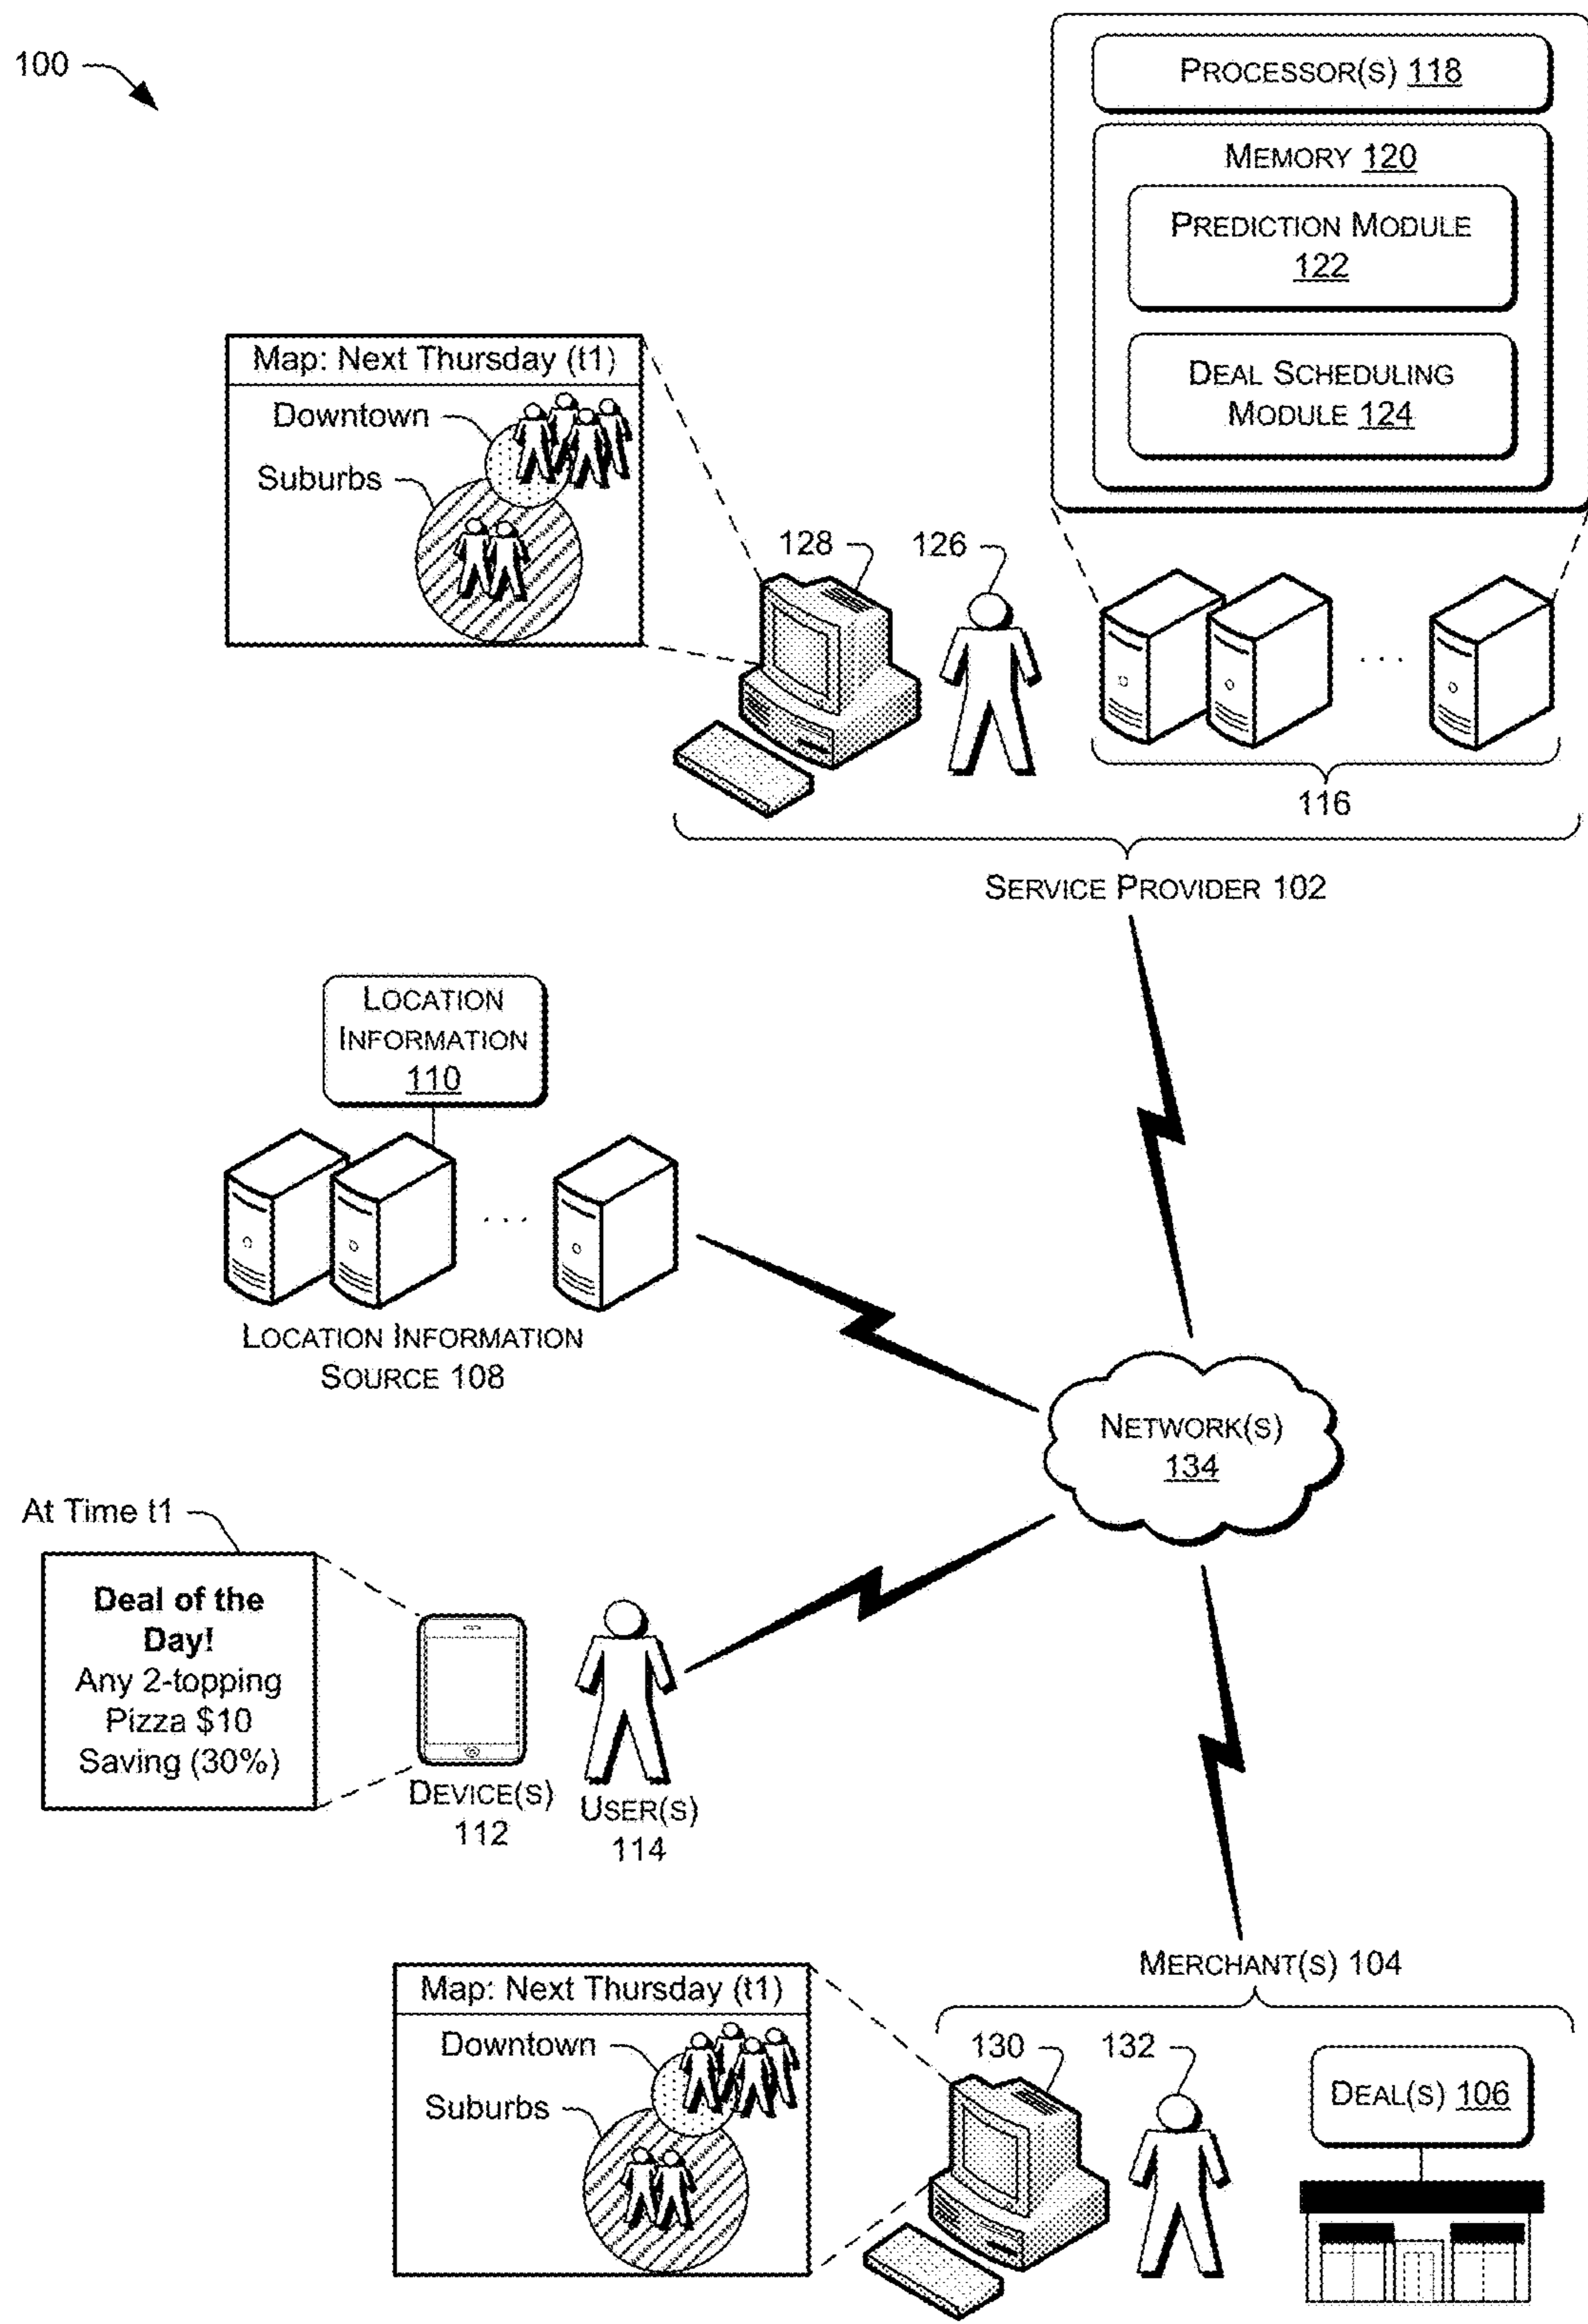 100
PROCESSOR(S) 118
MEMORY 120
PREDICTION MODULE
122
DEAL SCHEDULING
MODULE 124
Map: Next Thursday (t1)
Downtown
Suburbs
128
126
. . .
116
SERVICE PROVIDER 102
LOCATION
INFORMATION
110
. . .
LOCATION INFORMATION
SOURCE 108
NETWORK(S)
134
At Time t1
Deal of the
Day!
Any 2-topping
Pizza $10
Saving (30%)
DEVICE(S)
112
USER(S)
114
MERCHANT(S) 104
Map: Next Thursday (t1)
Downtown
Suburbs
130
132
DEAL(S) 106